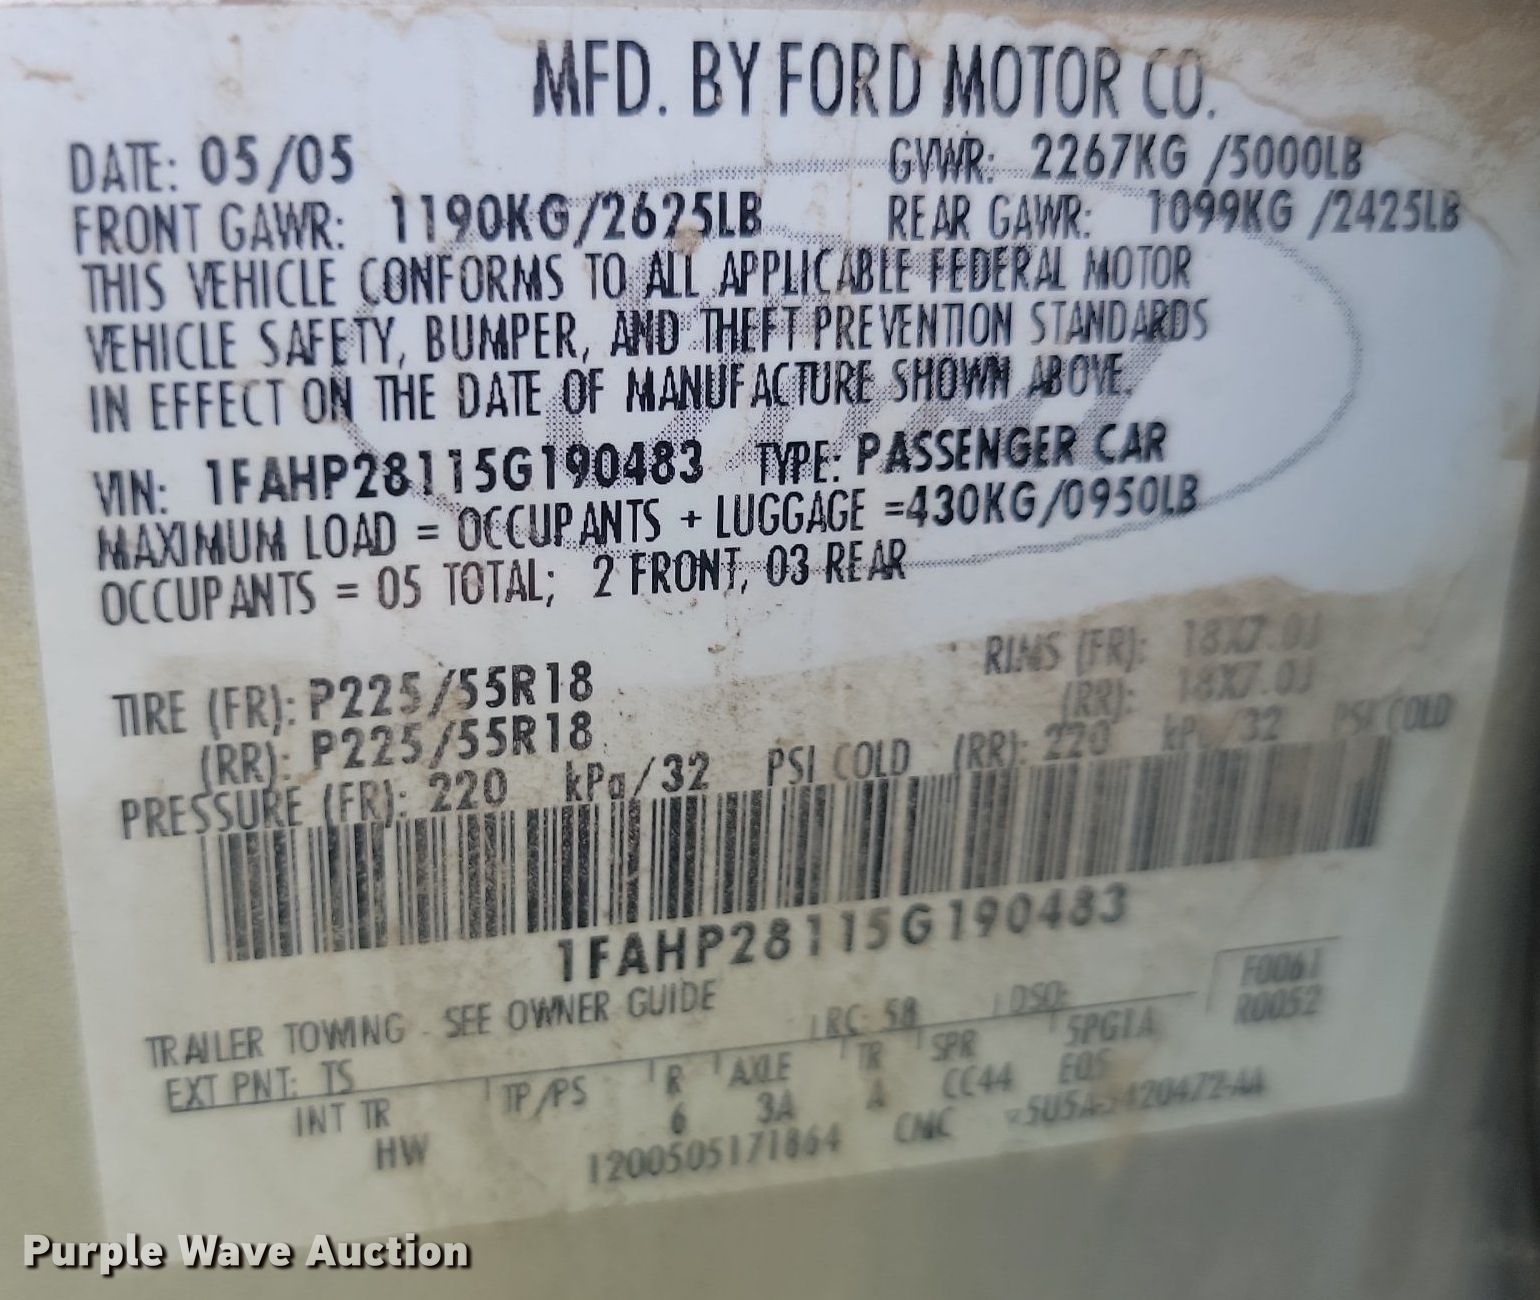 MFD. BY FORD MOTOR CO.
DATE: 05/05 GVWR: 2267KG /5000LB
FRONT GAWR: 1190KG/2625LB REAR GAWR: 1099KG /2425LB
THIS VEHICLE CONFORMS TO ALL APPLICABLE FEDERAL MOTOR
VEHICLE SAFETY, BUMPER, AND THEFT PREVENTION STANDARDS
IN EFFECT ON THE DATE OF MANUFACTURE SHOWN ABOVE.
VIN: 1FAHP28115G190483 TYPE: PASSENGER CAR
MAXIMUM LOAD = OCCUPANTS + LUGGAGE =430KG/0950LB
OCCUPANTS = 05 TOTAL; 2 FRONT, 03 REAR
TIRE (FR): P225/55R18 RIMS (FR): 18X7.0J
(RR): P225/55R18 (RR): 18X7.0J
PRESSURE (FR): 220 kPa/32 PSI COLD (RR): 220 kPa/32 PSI COLD
1FAHP28115G190483
TRAILER TOWING - SEE OWNER GUIDE
RC: 58 DSO: F0061
R0052
EXT PNT: TS
INT TR TP/PS R AXLE TR SPR 5PG1A
HW 6 3A A CC44 E05
1200505171864 CMC
Purple Wave Auction